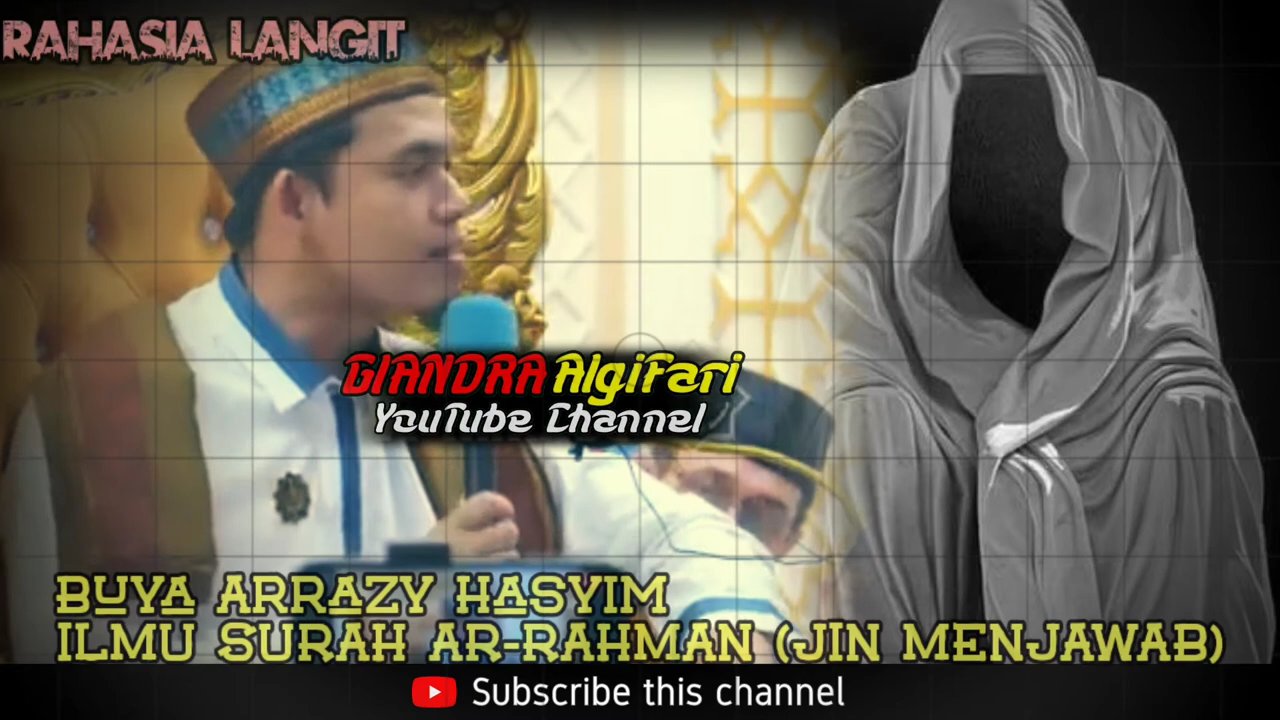 RAHASIA LANGIT
GIANDRA AlgiFari
YouTube Channel
BUYA ARRAZY HASYIM
ILMU SURAH AR-RAHMAN (JIN MENJAWAB)
Subscribe this channel